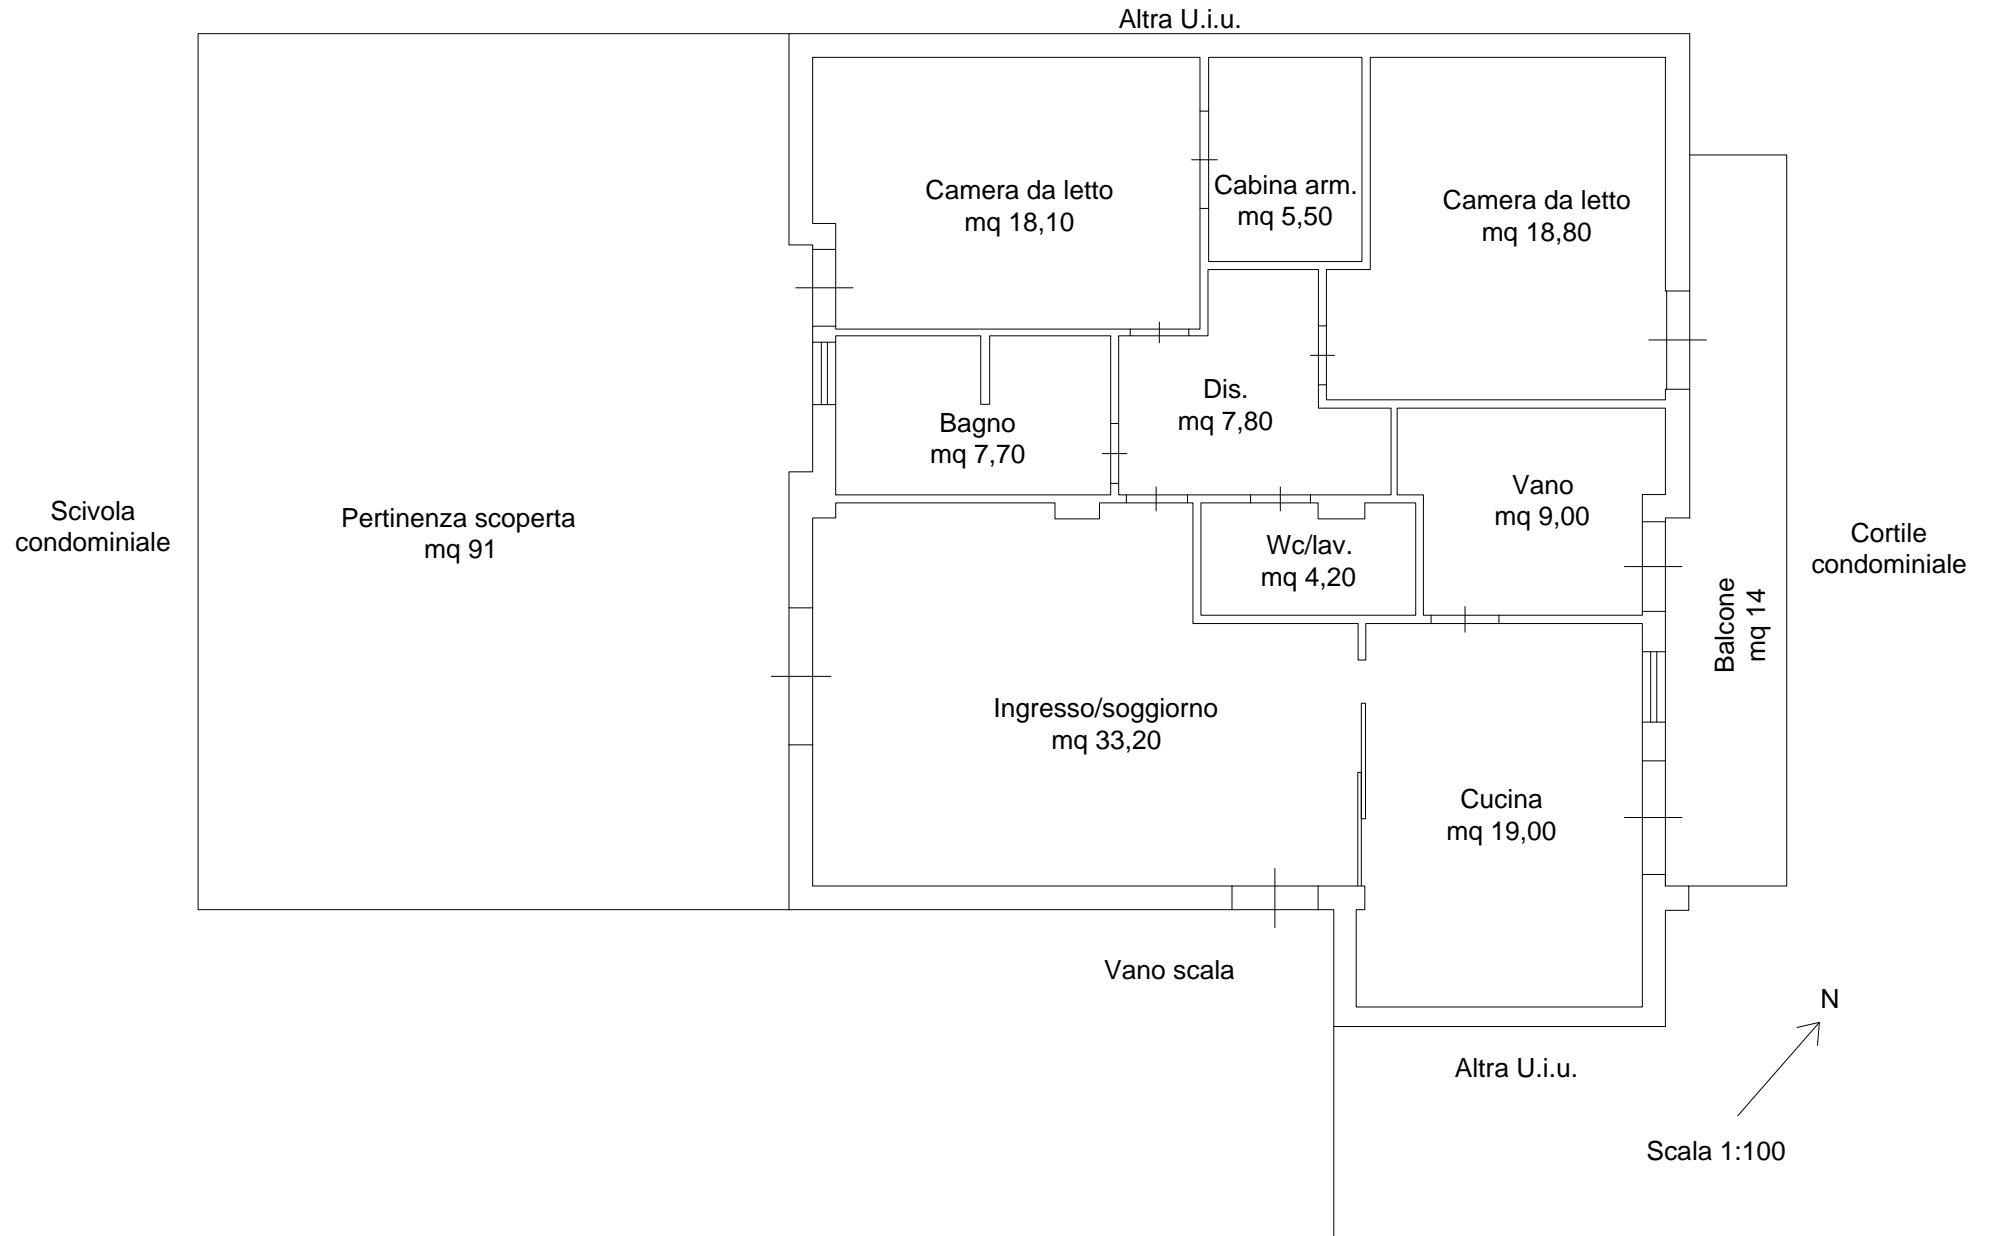 Altra U.i.u.
Camera da letto
mq 18,10
Cabina arm.
mq 5,50
Camera da letto
mq 18,80
Dis.
mq 7,80
Bagno
mq 7,70
Scivola
condominiale
Pertinenza scoperta
mq 91
Vano
mq 9,00
Wc/lav.
mq 4,20
Cortile
condominiale
Balcone
mq 14
Ingresso/soggiorno
mq 33,20
Cucina
mq 19,00
Vano scala
N
Altra U.i.u.
Scala 1:100